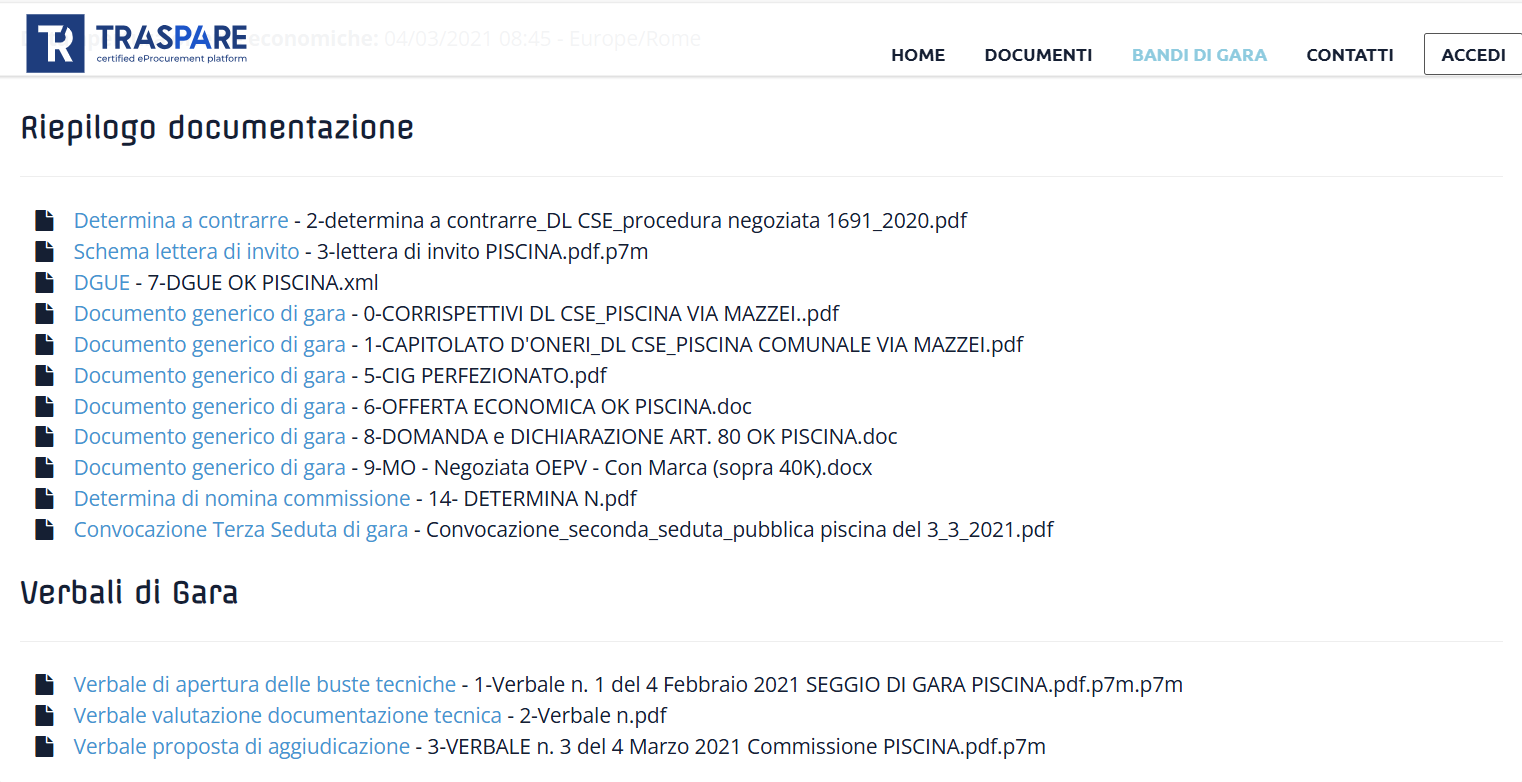 TRASPARE
certified eProcurement platform
economiche: 04/03/2021 08:45 - Europe/Rome
HOME DOCUMENTI BANDI DI GARA CONTATTI ACCEDI
Riepilogo documentazione
Determina a contrarre - 2-determina a contrarre_DL CSE_procedura negoziata 1691_2020.pdf
Schema lettera di invito - 3-lettera di invito PISCINA.pdf.p7m
DGUE - 7-DGUE OK PISCINA.xml
Documento generico di gara - 0-CORRISPETTIVI DL CSE_PISCINA VIA MAZZEI..pdf
Documento generico di gara - 1-CAPITOLATO D'ONERI_DL CSE_PISCINA COMUNALE VIA MAZZEI.pdf
Documento generico di gara - 5-CIG PERFEZIONATO.pdf
Documento generico di gara - 6-OFFERTA ECONOMICA OK PISCINA.doc
Documento generico di gara - 8-DOMANDA e DICHIARAZIONE ART. 80 OK PISCINA.doc
Documento generico di gara - 9-MO - Negoziata OEPV - Con Marca (sopra 40K).docx
Determina di nomina commissione - 14- DETERMINA N.pdf
Convocazione Terza Seduta di gara - Convocazione_seconda_seduta_pubblica piscina del 3_3_2021.pdf
Verbali di Gara
Verbale di apertura delle buste tecniche - 1-Verbale n. 1 del 4 Febbraio 2021 SEGGIO DI GARA PISCINA.pdf.p7m.p7m
Verbale valutazione documentazione tecnica - 2-Verbale n.pdf
Verbale proposta di aggiudicazione - 3-VERBALE n. 3 del 4 Marzo 2021 Commissione PISCINA.pdf.p7m